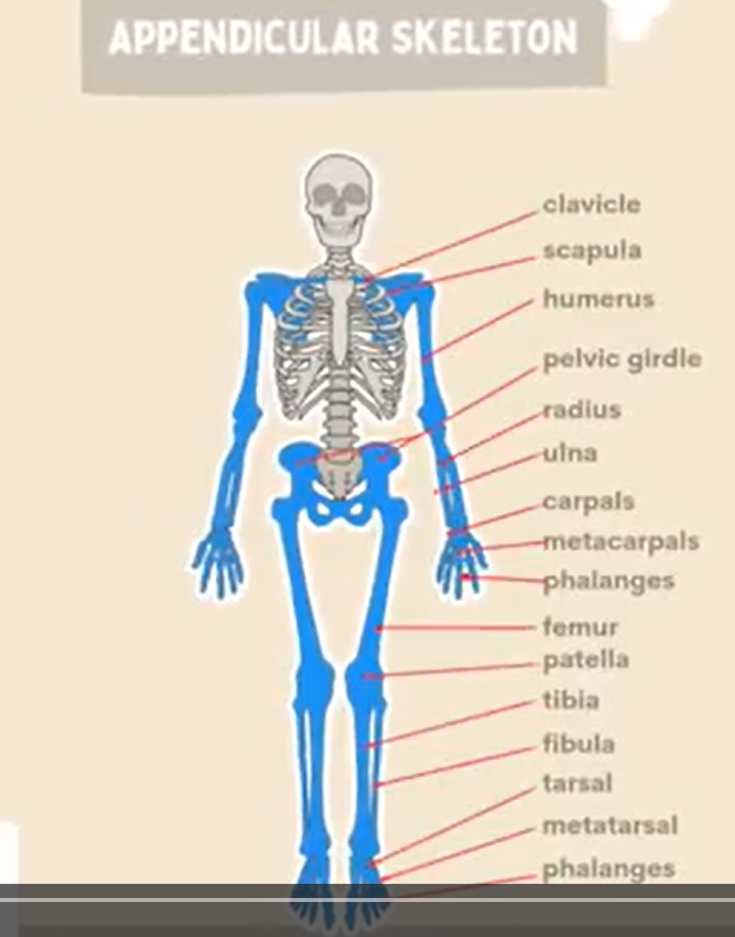 APPENDICULAR SKELETON
clavicle
scapula
humerus
pelvic girdle
radius
ulna
carpals
metacarpals
phalanges
femur
patella
tibia
fibula
tarsal
metatarsal
phalanges